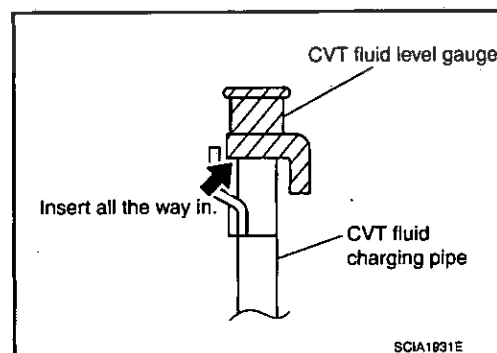 CVT fluid level gauge
Insert all the way in.
CVT fluid
charging pipe
SCIA1931E